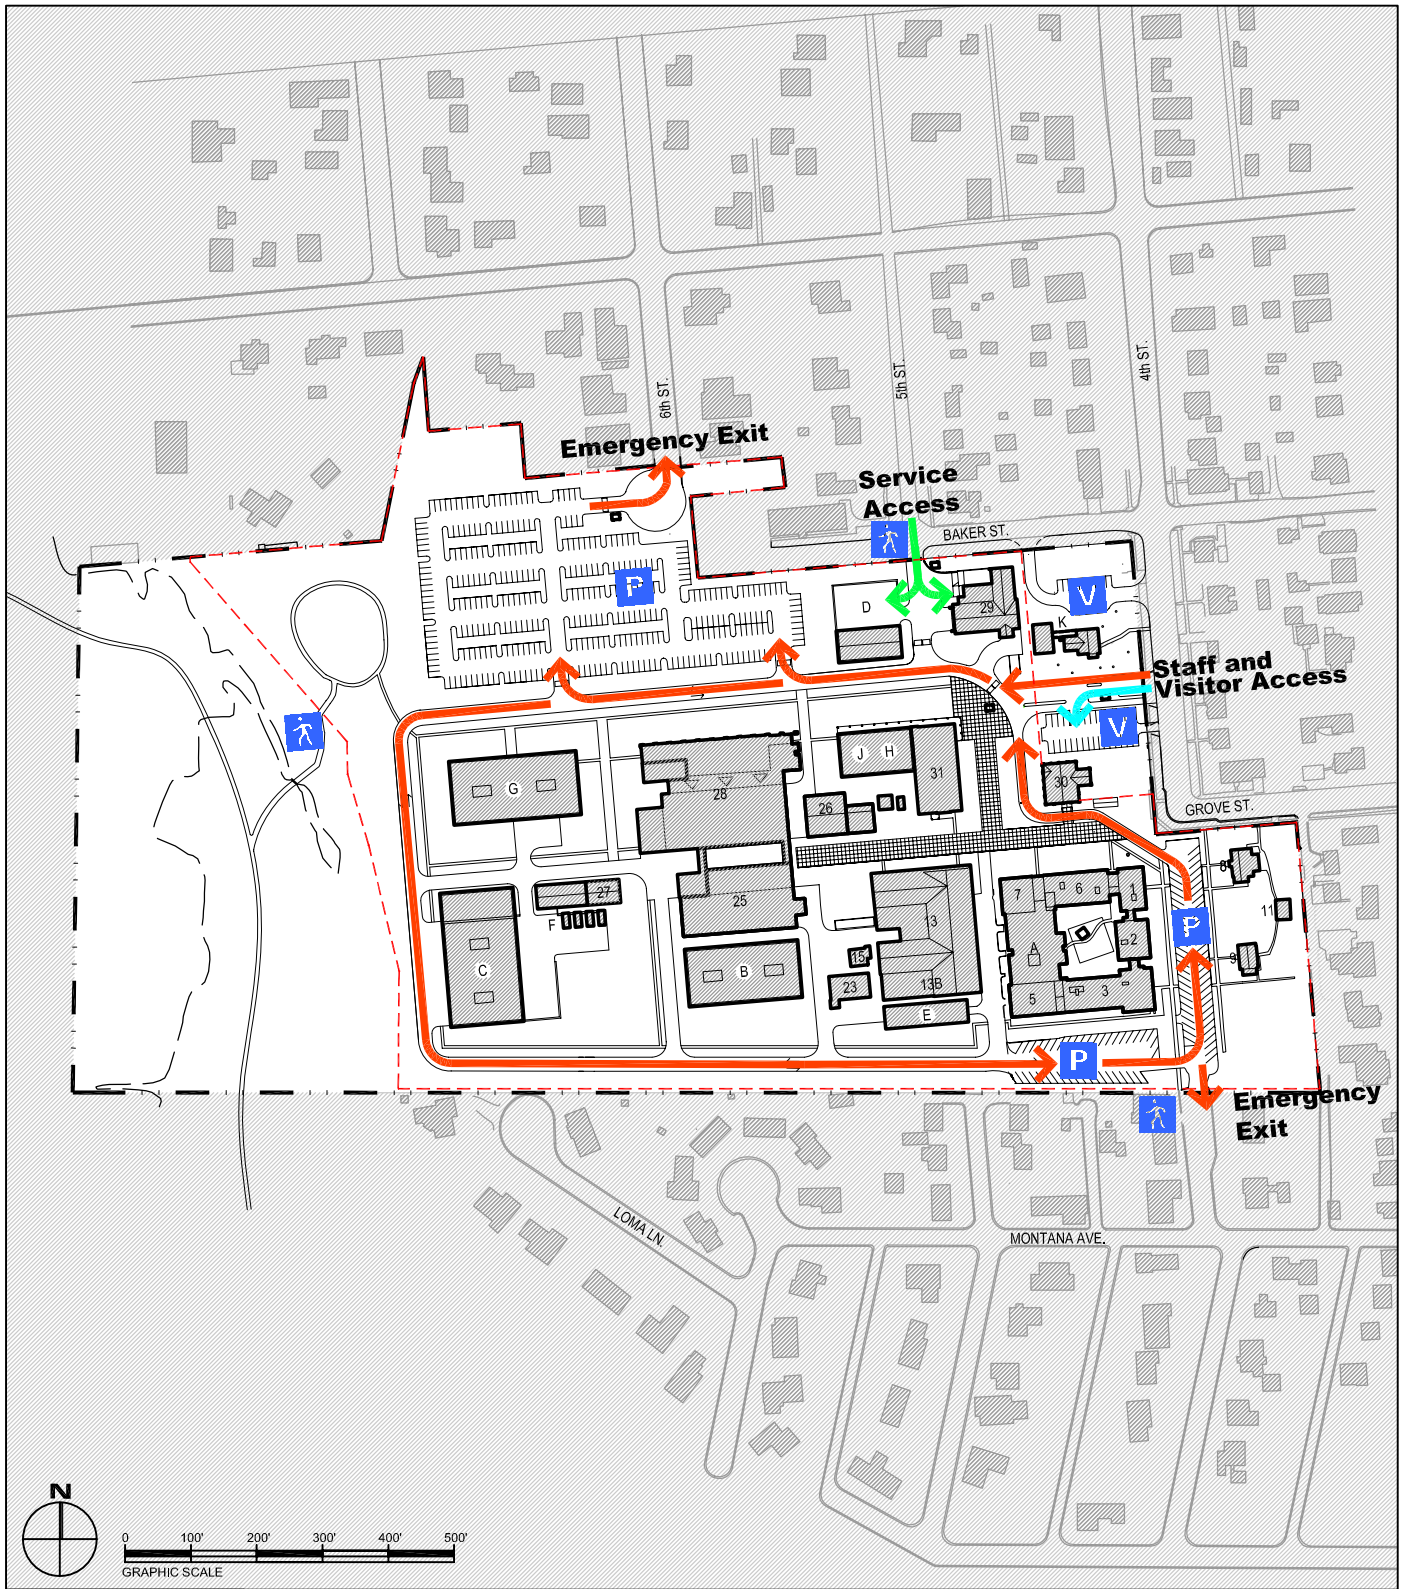 4th ST.
5th ST.
6th ST.
Emergency Exit
Service
Access
BAKER ST.
P
D
29
V
K
Staff and
Visitor Access
V
J
H
31
G
28
30
26
GROVE ST.
27
F
25
7
6
1
8
11
13
P
A
2
9
C
B
15
23
13B
5
3
E
P
Emergency
Exit
LOMA LN.
MONTANA AVE.
N
0
100'
200'
300'
400'
500'
GRAPHIC SCALE